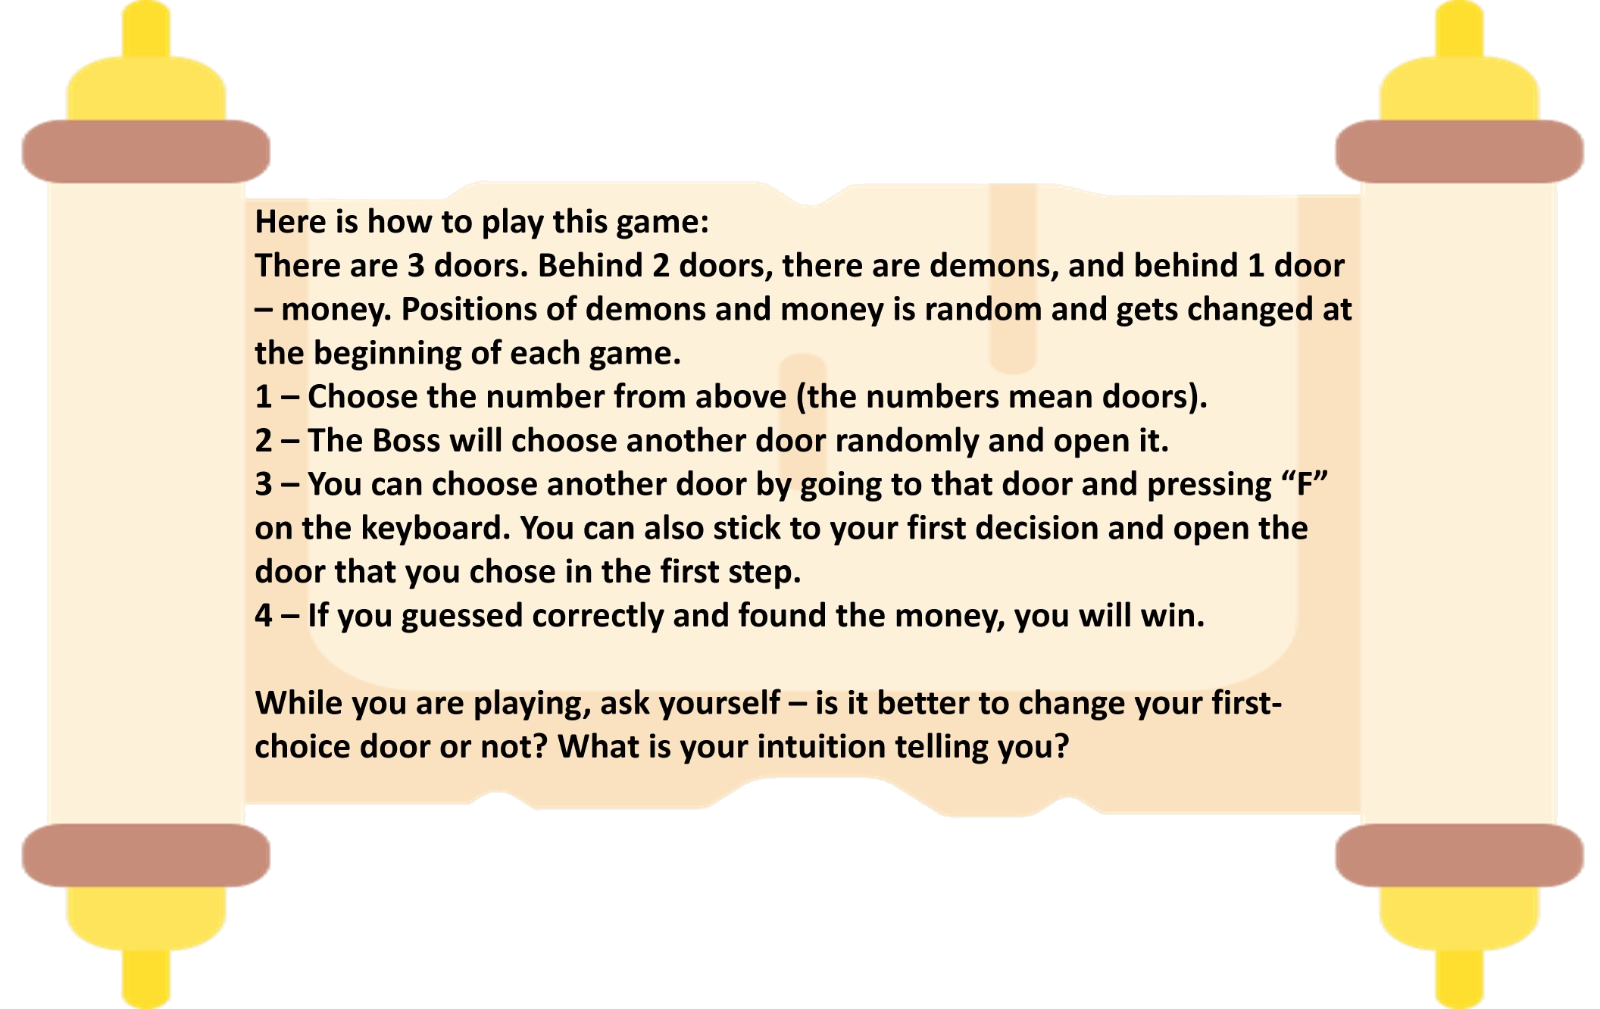 Here is how to play this game:
There are 3 doors. Behind 2 doors, there are demons, and behind 1 door
– money. Positions of demons and money is random and gets changed at
the beginning of each game.
1 – Choose the number from above (the numbers mean doors).
2 – The Boss will choose another door randomly and open it.
3 – You can choose another door by going to that door and pressing “F”
on the keyboard. You can also stick to your first decision and open the
door that you chose in the first step.
4 – If you guessed correctly and found the money, you will win.
While you are playing, ask yourself – is it better to change your first-
choice door or not? What is your intuition telling you?